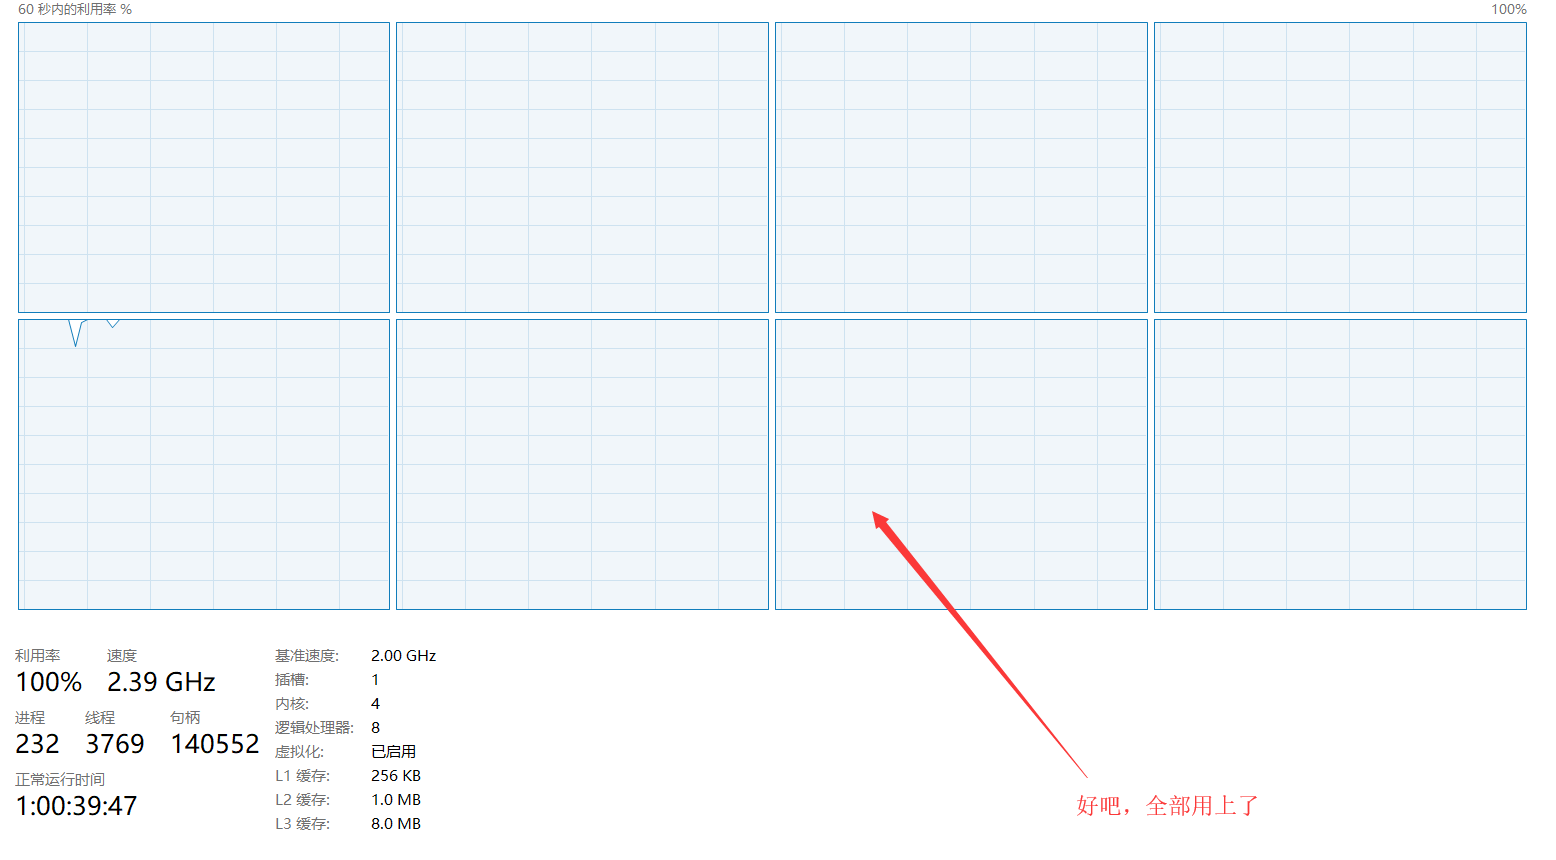 60 秒内的利用率 % 100%
利用率 速度 基准速度: 2.00 GHz
100% 2.39 GHz 插槽: 1
内核: 4
进程 线程 句柄 逻辑处理器: 8
232 3769 140552 虚拟化: 已启用
正常运行时间 L1 缓存: 256 KB
1:00:39:47 L2 缓存: 1.0 MB
L3 缓存: 8.0 MB
好吧，全部用上了